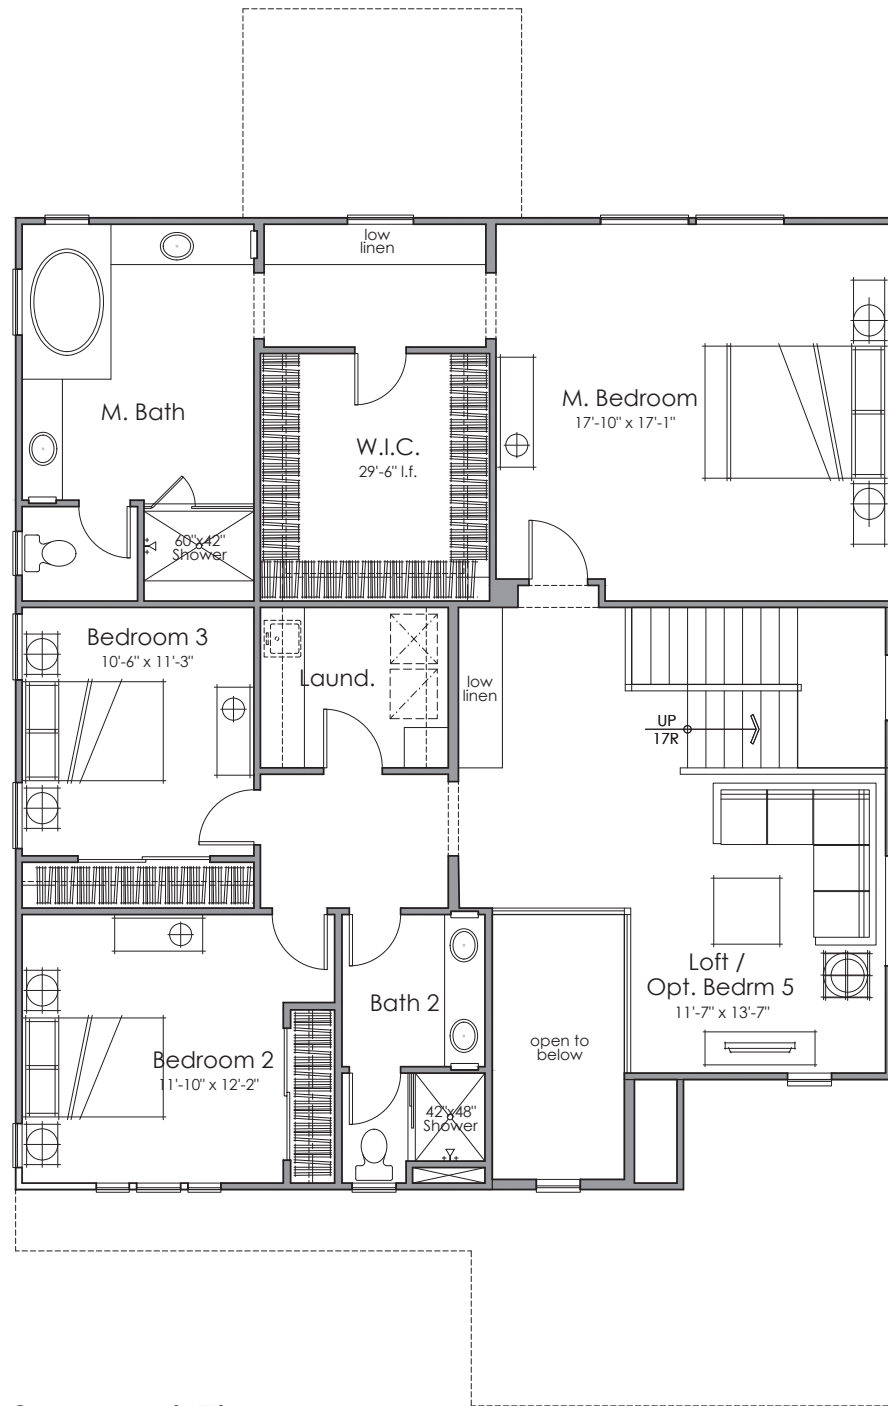 low
linen
M. Bedroom
17'-10" x 17'-1"
M. Bath
W.I.C.
29'-6" l.f.
60"x42"
Shower
Bedroom 3
10'-6" x 11'-3"
Laund.
low
linen
UP
17R
Loft /
Opt. Bedrm 5
11'-7" x 13'-7"
Bath 2
open to
below
Bedroom 2
11'-10" x 12'-2"
42"x48"
Shower